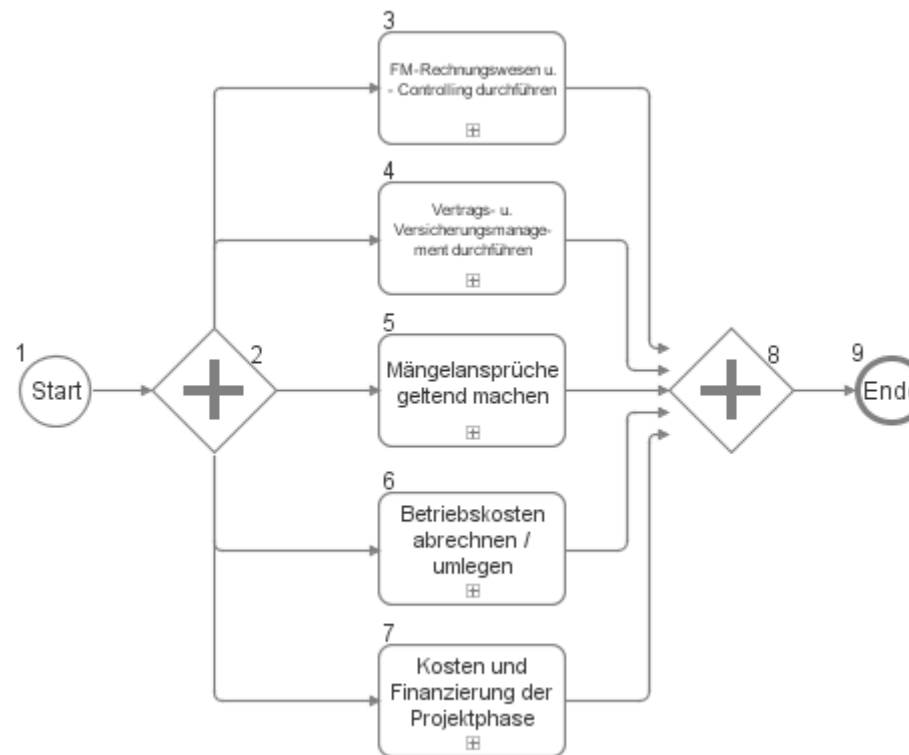 3
FM-Rechnungswesen u.
- Controlling durchführen
4
Vertrags- u.
Versicherungsmanage-
ment durchführen
1
Start
2
5
Mängelansprüche
geltend machen
8
9
Ende
6
Betriebskosten
abrechnen /
umlegen
7
Kosten und
Finanzierung der
Projektphase